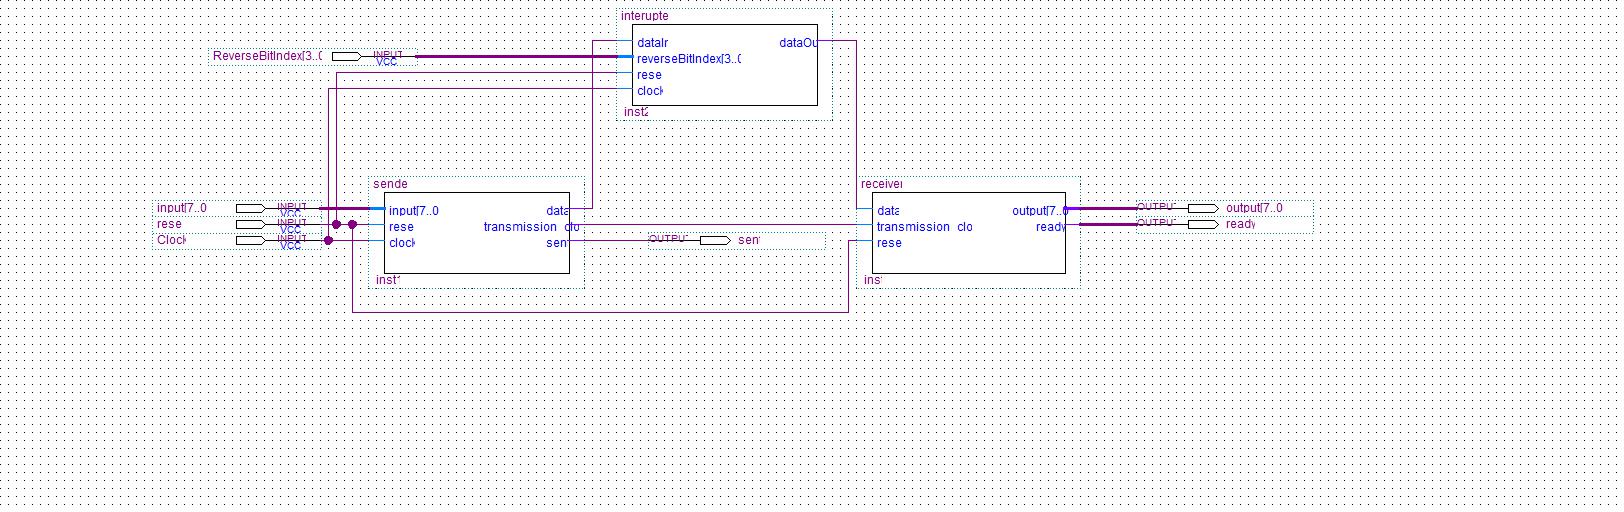 interupte
dataIr
dataOu
ReverseBitIndex[3..0
INPUT
VCC
reverseBitIndex[3..0
rese
clock
inst2
sende
receiver
input[7..0
INPUT
VCC
input[7..0
data
data
output[7..0
OUTPUT
output[7..0
rese
INPUT
VCC
rese
transmission_clo
transmission_clo
ready
OUTPUT
ready
Clock
INPUT
VCC
clock
sen
OUTPUT
sen
rese
inst1
ins